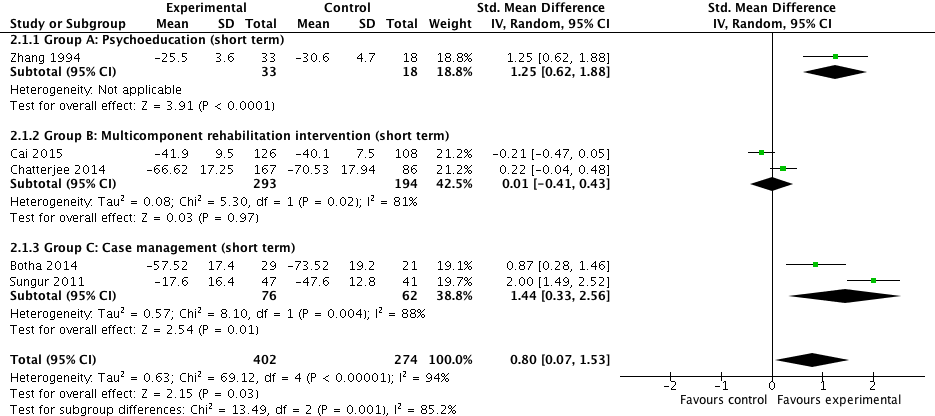 Experimental Control Std. Mean Difference Std. Mean Difference
Study or Subgroup Mean SD Total Mean SD Total Weight IV, Random, 95% CI IV, Random, 95% CI
2.1.1 Group A: Psychoeducation (short term)
Zhang 1994 −25.5 3.6 33 −30.6 4.7 18 18.8% 1.25 [0.62, 1.88]
Subtotal (95% CI) 33 18 18.8% 1.25 [0.62, 1.88]
Heterogeneity: Not applicable
Test for overall effect: Z = 3.91 (P < 0.0001)
2.1.2 Group B: Multicomponent rehabilitation intervention (short term)
Cai 2015 −41.9 9.5 126 −40.1 7.5 108 21.2% −0.21 [−0.47, 0.05]
Chatterjee 2014 −66.62 17.25 167 −70.53 17.94 86 21.2% 0.22 [−0.04, 0.48]
Subtotal (95% CI) 293 194 42.5% 0.01 [−0.41, 0.43]
Heterogeneity: Tau² = 0.08; Chi² = 5.30, df = 1 (P = 0.02); I² = 81%
Test for overall effect: Z = 0.03 (P = 0.97)
2.1.3 Group C: Case management (short term)
Botha 2014 −57.52 17.4 29 −73.52 19.2 21 19.1% 0.87 [0.28, 1.46]
Sungur 2011 −17.6 16.4 47 −47.6 12.8 41 19.7% 2.00 [1.49, 2.52]
Subtotal (95% CI) 76 62 38.8% 1.44 [0.33, 2.56]
Heterogeneity: Tau² = 0.57; Chi² = 8.10, df = 1 (P = 0.004); I² = 88%
Test for overall effect: Z = 2.54 (P = 0.01)
Total (95% CI) 402 274 100.0% 0.80 [0.07, 1.53]
Heterogeneity: Tau² = 0.63; Chi² = 69.12, df = 4 (P < 0.00001); I² = 94%
Test for overall effect: Z = 2.15 (P = 0.03)
Test for subgroup differences: Chi² = 13.49, df = 2 (P = 0.001), I² = 85.2%
−2 −1 0 1 2
Favours control Favours experimental